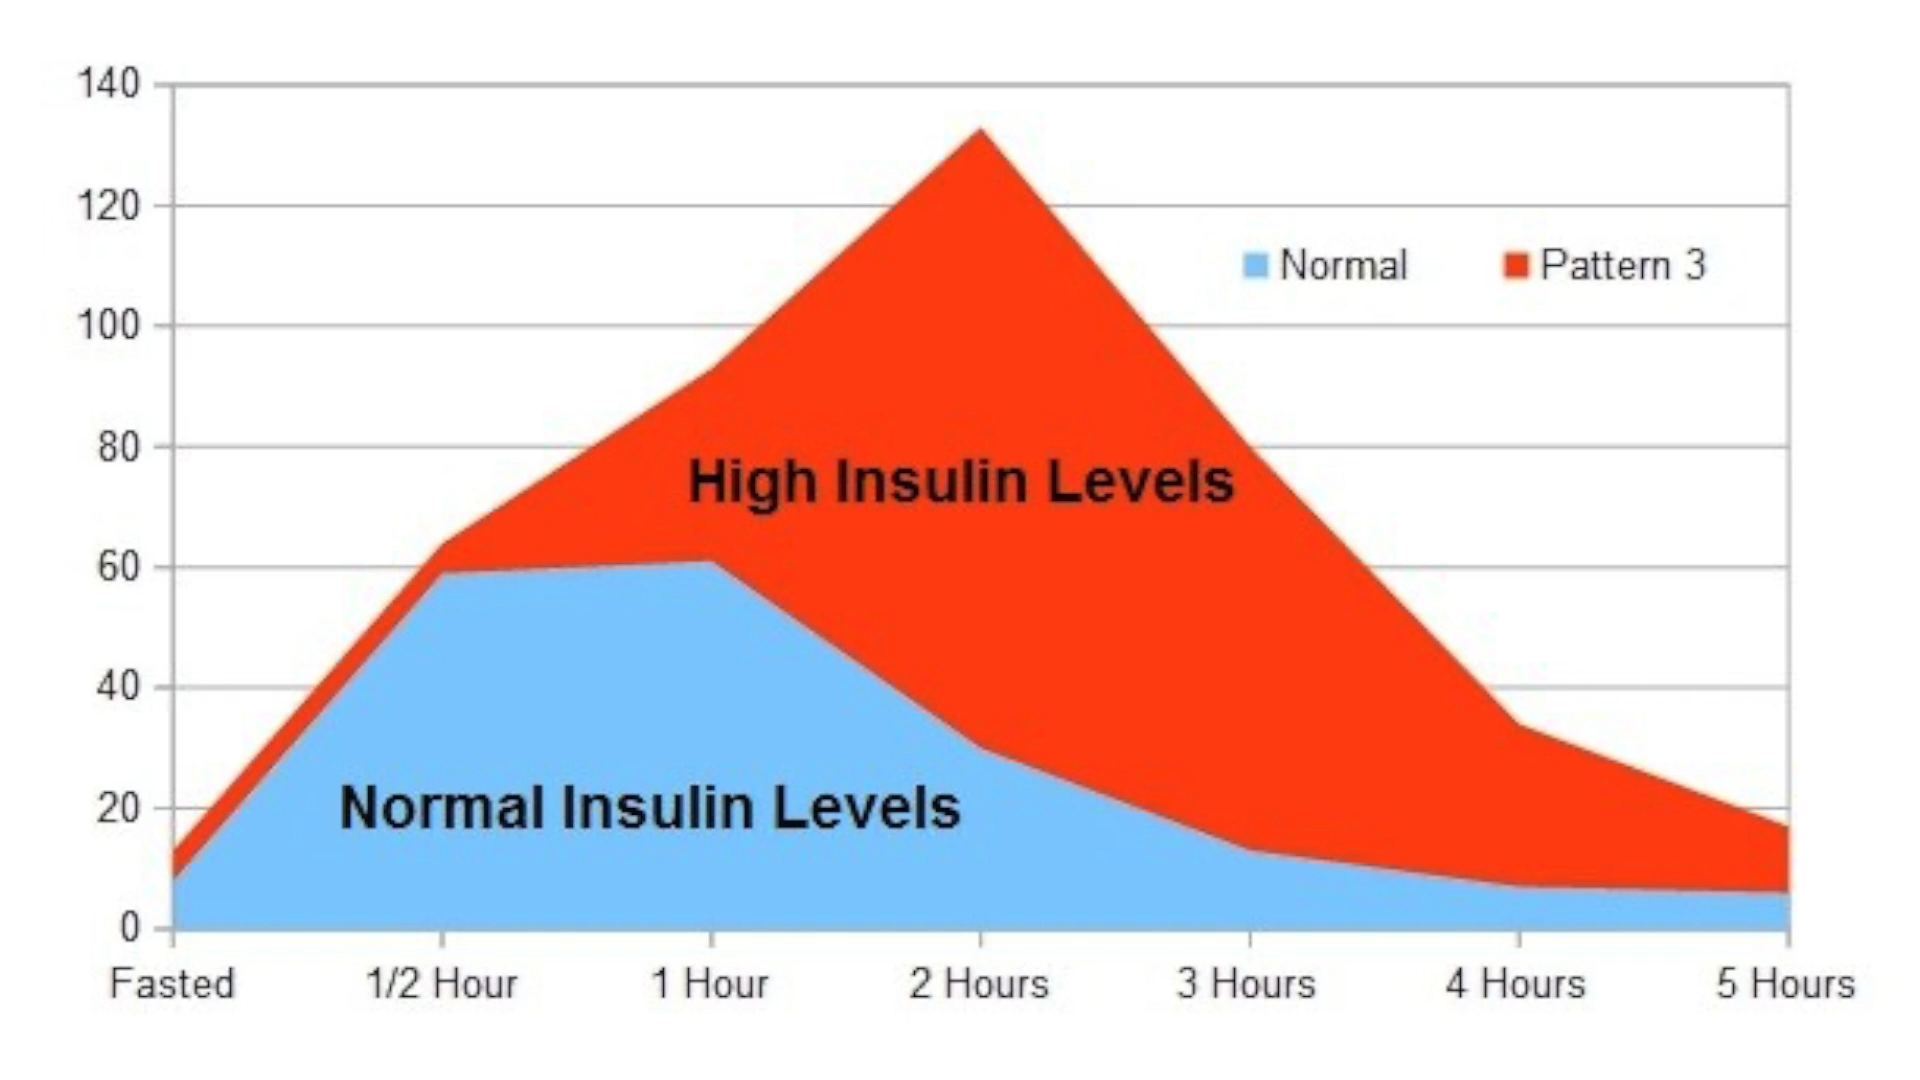 140
120
Normal Pattern 3
100
80
High Insulin Levels
60
40
Normal Insulin Levels
20
0
Fasted 1/2 Hour 1 Hour 2 Hours 3 Hours 4 Hours 5 Hours